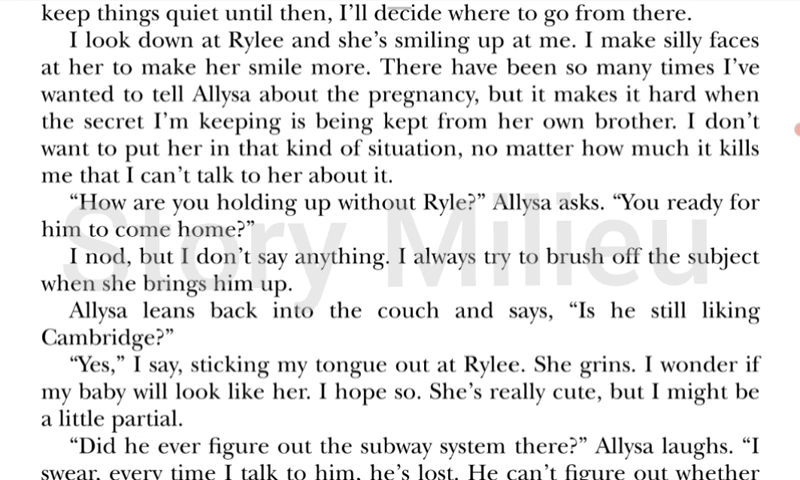 keep things quiet until then, I’ll decide where to go from there.
I look down at Rylee and she’s smiling up at me. I make silly faces
at her to make her smile more. There have been so many times I’ve
wanted to tell Allysa about the pregnancy, but it makes it hard when
the secret I’m keeping is being kept from her own brother. I don’t
want to put her in that kind of situation, no matter how much it kills
me that I can’t talk to her about it.
“How are you holding up without Ryle?” Allysa asks. “You ready for
him to come home?”
Story Milieu
I nod, but I don’t say anything. I always try to brush off the subject
when she brings him up.
Allysa leans back into the couch and says, “Is he still liking
Cambridge?”
“Yes,” I say, sticking my tongue out at Rylee. She grins. I wonder if
my baby will look like her. I hope so. She’s really cute, but I might be
a little partial.
“Did he ever figure out the subway system there?” Allysa laughs. “I
swear, every time I talk to him, he’s lost. He can’t figure out whether